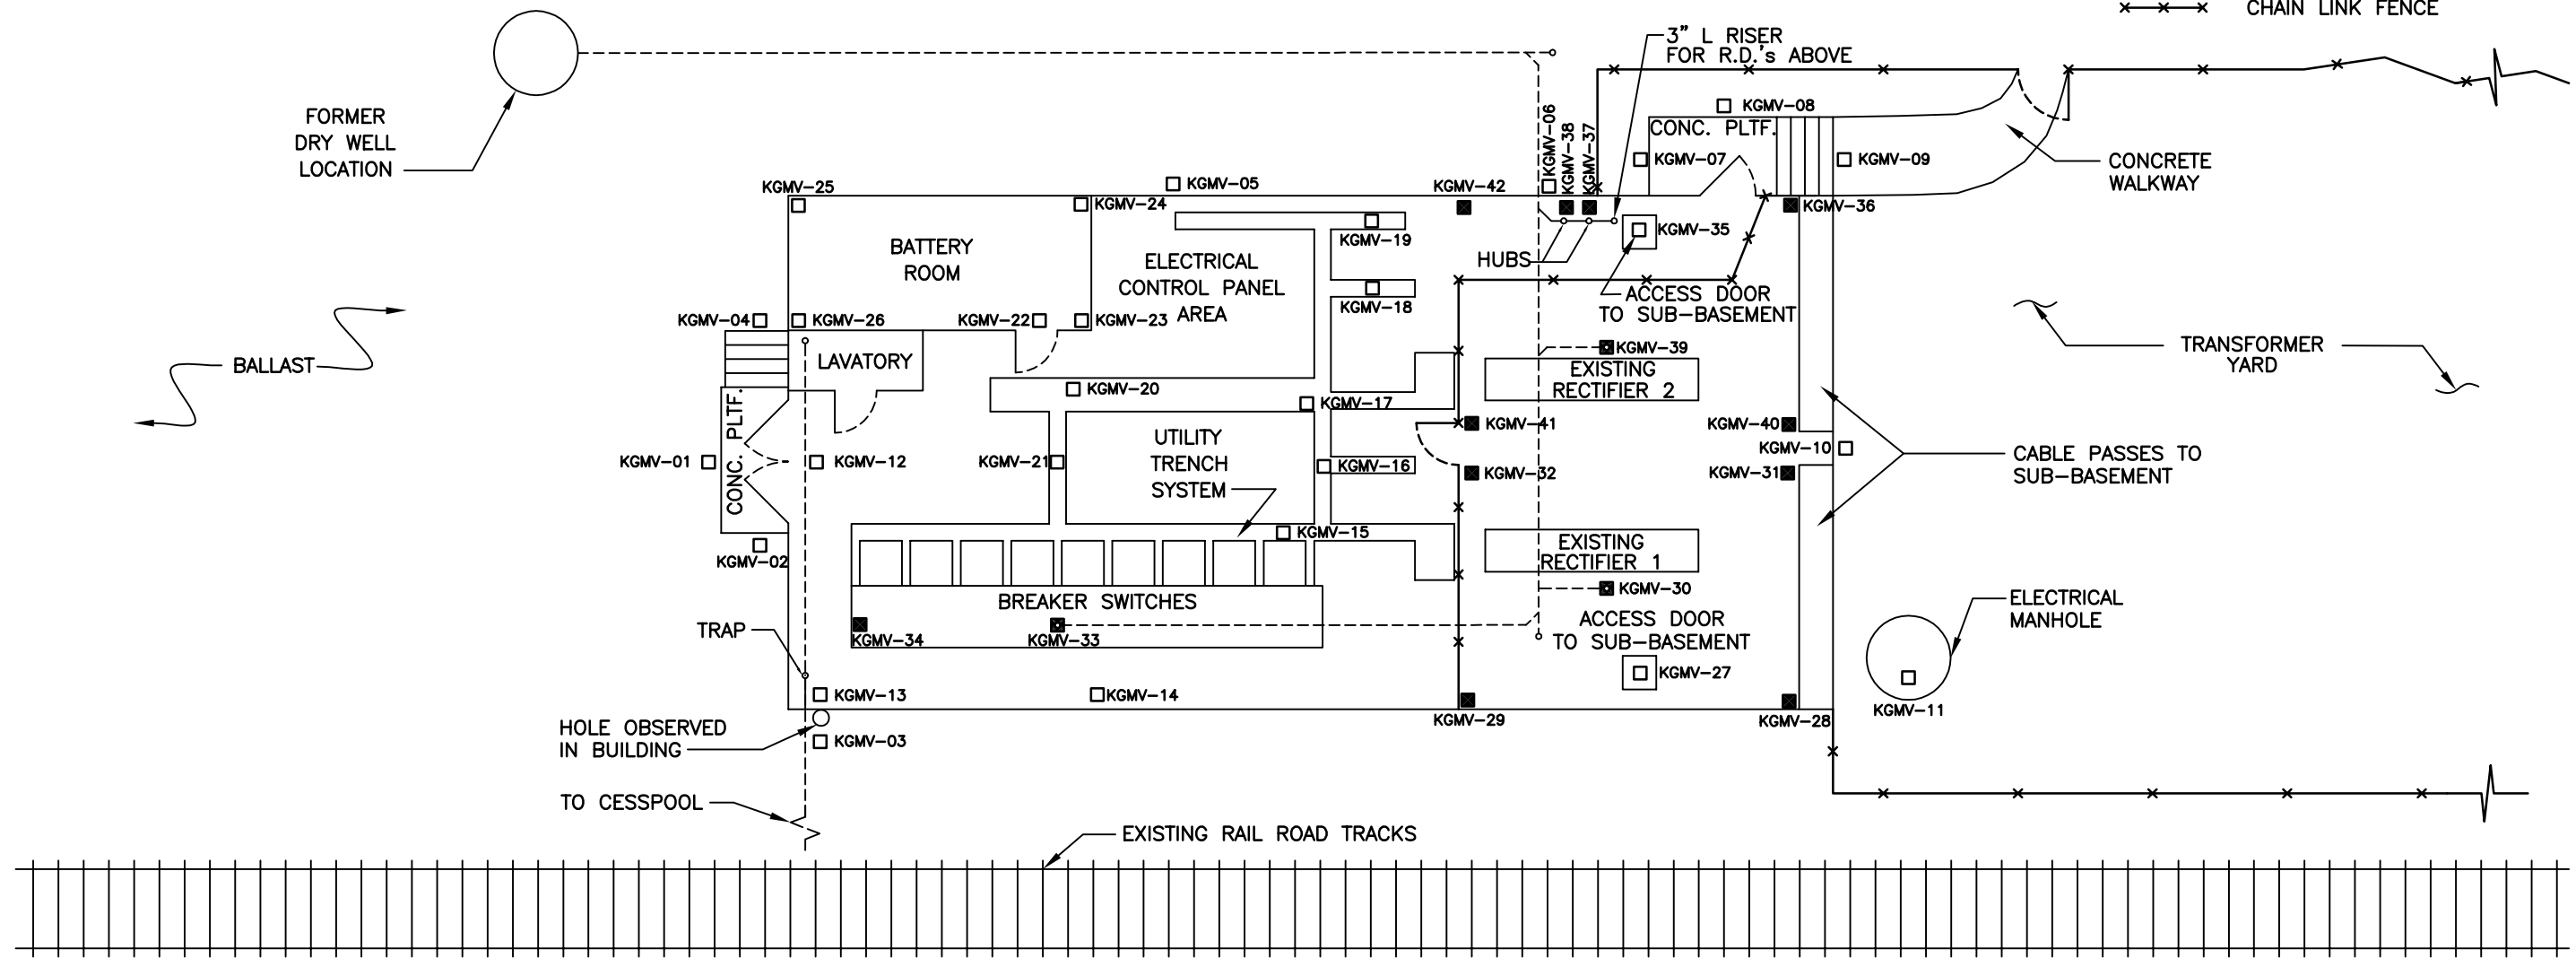 CHAIN LINK FENCE
3" L RISER
FOR R.D.'s ABOVE
FORMER
DRY WELL
LOCATION
KGMV-06
KGMV-38
KGMV-37
KGMV-08
CONC. PLTF.
KGMV-07
KGMV-09
CONCRETE
WALKWAY
KGMV-25
KGMV-05
KGMV-42
KGMV-24
KGMV-36
KGMV-35
KGMV-19
BATTERY
ROOM
ELECTRICAL
CONTROL PANEL
AREA
HUBS
ACCESS DOOR
TO SUB-BASEMENT
KGMV-18
KGMV-04
KGMV-26
KGMV-22
KGMV-23
BALLAST
LAVATORY
KGMV-39
EXISTING
RECTIFIER 2
TRANSFORMER
YARD
KGMV-20
KGMV-17
CONC. PLTF.
KGMV-41
KGMV-40
UTILITY
TRENCH
SYSTEM
KGMV-01
KGMV-12
KGMV-21
KGMV-16
KGMV-32
KGMV-10
KGMV-31
CABLE PASSES TO
SUB-BASEMENT
KGMV-02
KGMV-15
EXISTING
RECTIFIER 1
BREAKER SWITCHES
KGMV-30
ELECTRICAL
MANHOLE
TRAP
KGMV-34
KGMV-33
ACCESS DOOR
TO SUB-BASEMENT
KGMV-27
KGMV-13
KGMV-14
KGMV-29
KGMV-28
KGMV-11
HOLE OBSERVED
IN BUILDING
KGMV-03
TO CESSPOOL
EXISTING RAIL ROAD TRACKS